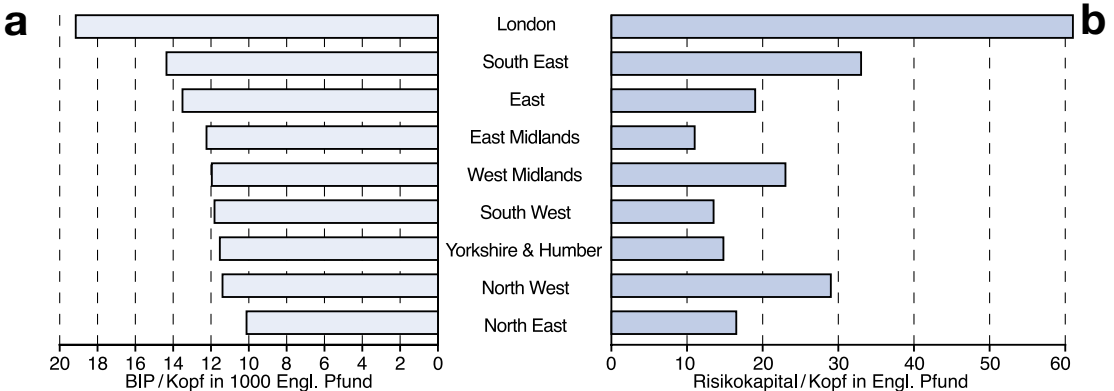 a
b
London
South East
East
East Midlands
West Midlands
South West
Yorkshire & Humber
North West
North East
20 18 16 14 12 10 8 6 4 2 0
BIP/Kopf in 1000 Engl. Pfund
0 10 20 30 40 50 60
Risikokapital/Kopf in Engl. Pfund